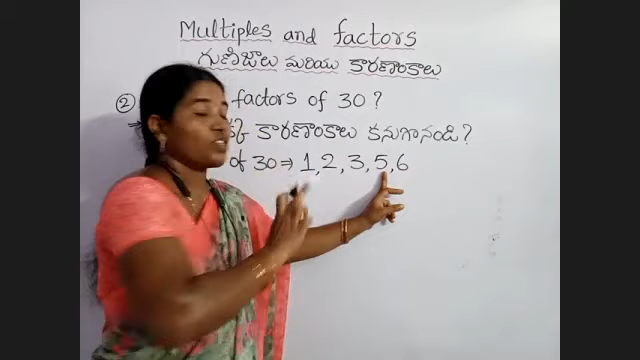 Multiples and factors
గుణిజాలు మరియు కారణాంకాలు
② factors of 30 ?
కారణాంకాలు కనుగొనండి ?
of 30 ⇒ 1, 2, 3, 5, 6